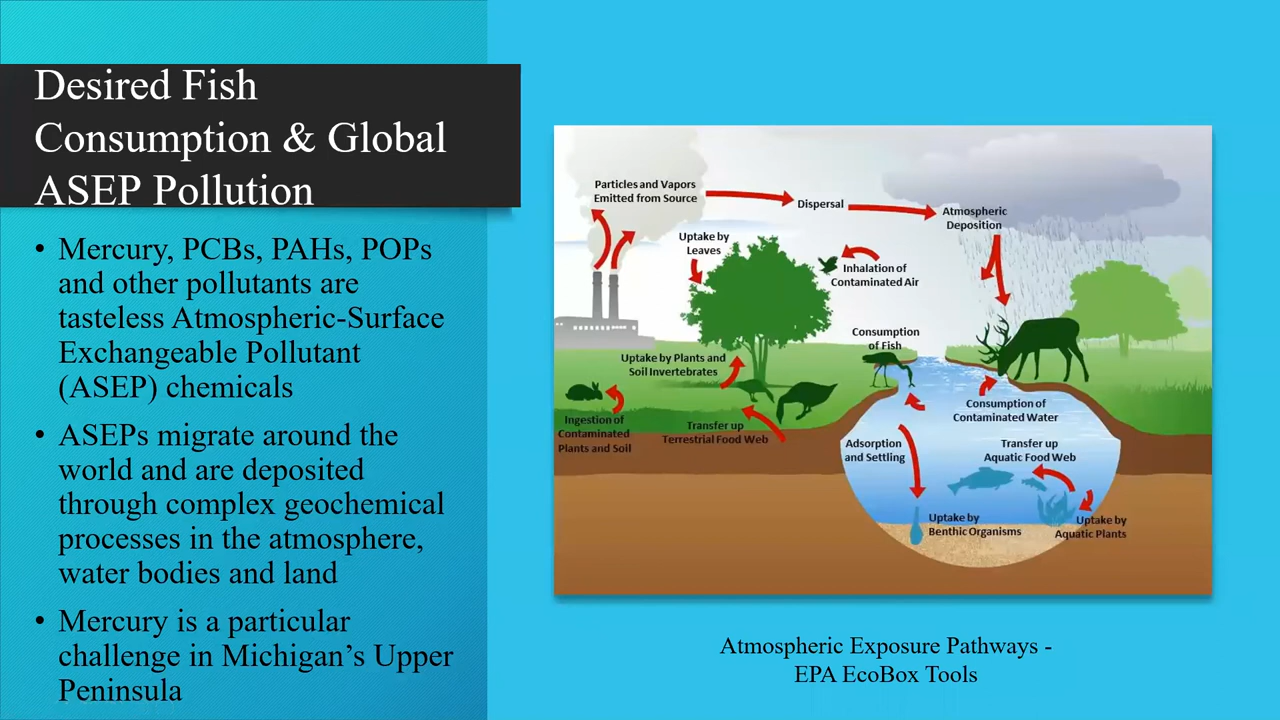 Desired Fish
Consumption & Global
ASEP Pollution
• Mercury, PCBs, PAHs, POPs
and other pollutants are
tasteless Atmospheric-Surface
Exchangeable Pollutant
(ASEP) chemicals
• ASEPs migrate around the
world and are deposited
through complex geochemical
processes in the atmosphere,
water bodies and land
• Mercury is a particular
challenge in Michigan’s Upper
Peninsula
Particles and Vapors
Emitted from Source
Dispersal
Atmospheric
Deposition
Uptake by
Leaves
Inhalation of
Contaminated Air
Consumption
of Fish
Uptake by Plants and
Soil Invertebrates
Consumption of
Contaminated Water
Ingestion of
Contaminated
Plants and Soil
Transfer up
Terrestrial Food Web
Adsorption
and Settling
Transfer up
Aquatic Food Web
Uptake by
Benthic Organisms
Uptake by
Aquatic Plants
Atmospheric Exposure Pathways -
EPA EcoBox Tools